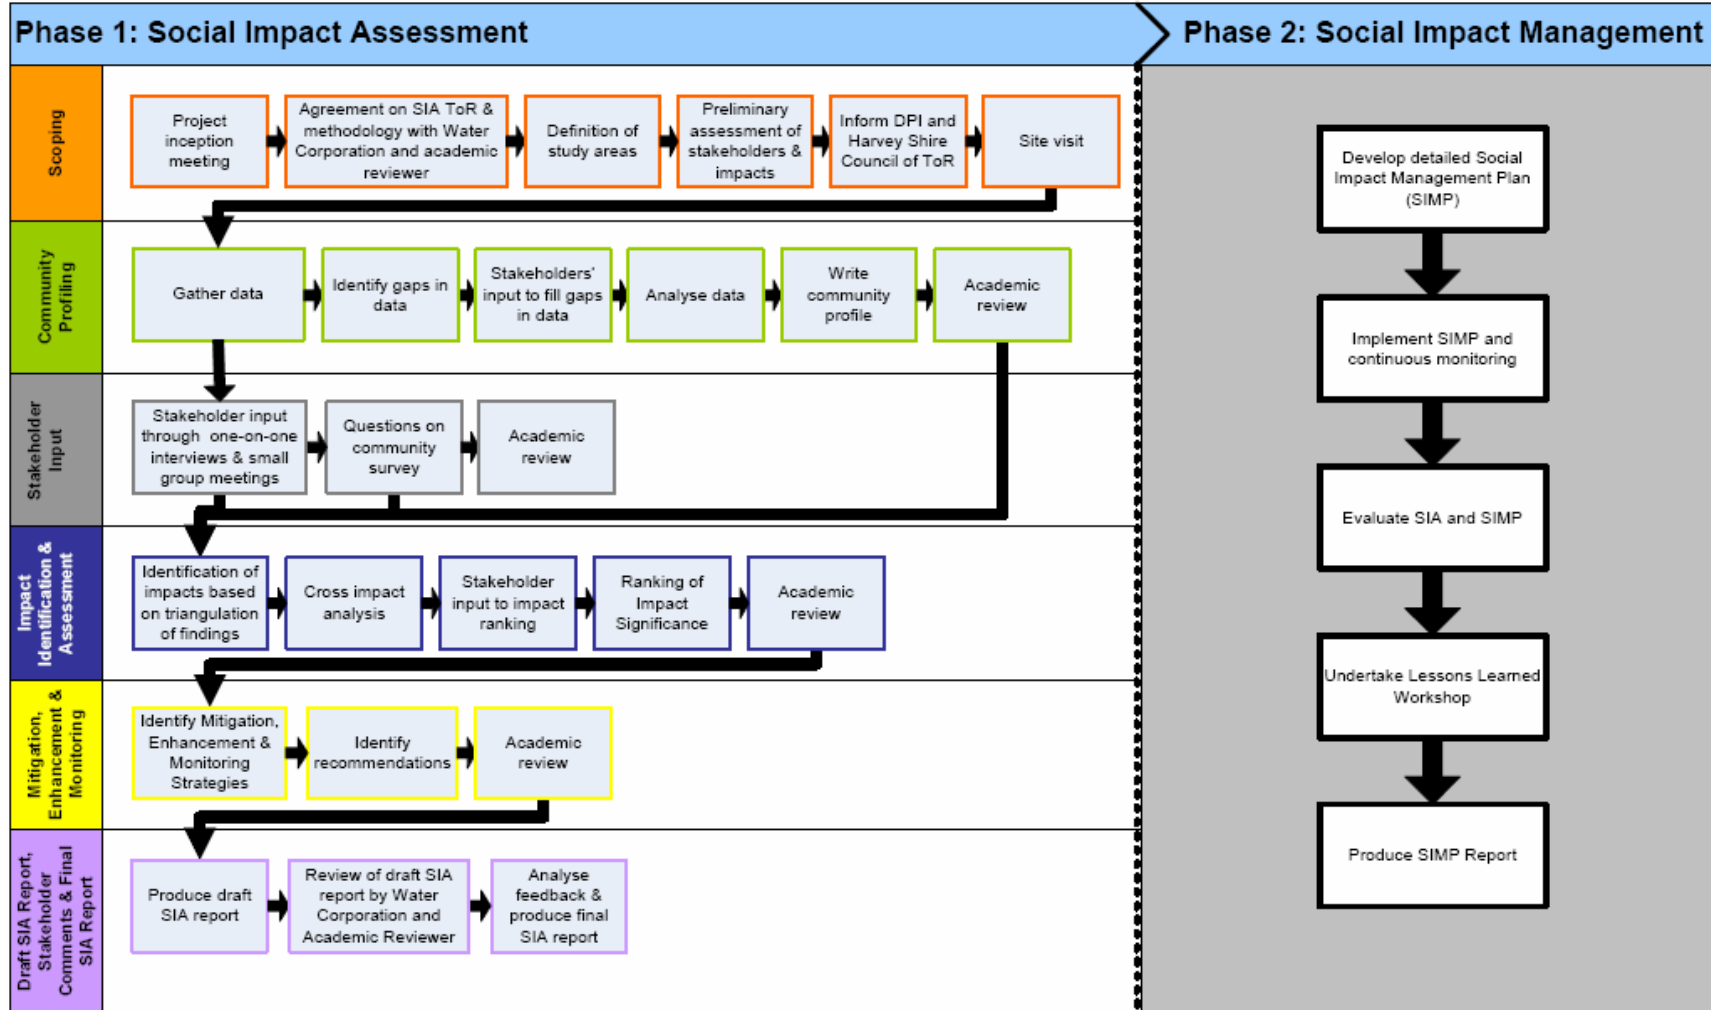 Phase 1: Social Impact Assessment
Phase 2: Social Impact Management
Scoping
Project
inception
meeting
Agreement on SIA ToR &
methodology with Water
Corporation and academic
reviewer
Definition of
study areas
Preliminary
assessment of
stakeholders &
impacts
Inform DPI and
Harvey Shire
Council of ToR
Site visit
Community
Profiling
Gather data
Identify gaps in
data
Stakeholders'
input to fill gaps
in data
Analyse data
Write
community
profile
Academic
review
Stakeholder
Input
Stakeholder input
through one-on-one
interviews & small
group meetings
Questions on
community
survey
Academic
review
Impact
Identification &
Assessment
Identification of
impacts based
on triangulation
of findings
Cross impact
analysis
Stakeholder
input to impact
ranking
Ranking of
Impact
Significance
Academic
review
Mitigation,
Enhancement &
Monitoring
Identify Mitigation,
Enhancement &
Monitoring
Strategies
Identify
recommendations
Academic
review
Draft SIA Report,
Stakeholder
Comments & Final
SIA Report
Produce draft
SIA report
Review of draft SIA
report by Water
Corporation and
Academic Reviewer
Analyse
feedback &
produce final
SIA report
Develop detailed Social
Impact Management Plan
(SIMP)
Implement SIMP and
continuous monitoring
Evaluate SIA and SIMP
Undertake Lessons Learned
Workshop
Produce SIMP Report